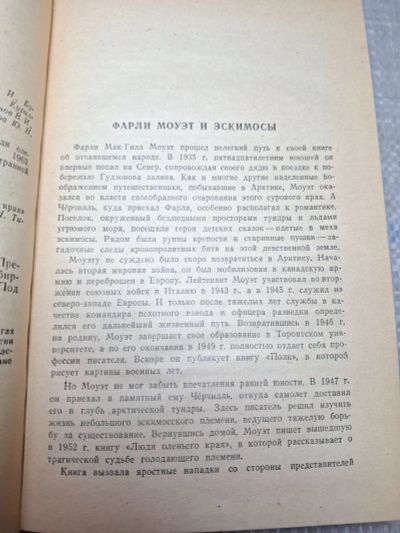 И. Бу-
ФАРЛИ МОУЭТ И ЭСКИМОСЫ
Фарли Мак-Гилл Моуэт прошел нелегкий путь к своей книге
об отчаявшемся народе. В 1935 г. пятнадцатилетним юношей он
впервые попал на Север, сопровождая своего дядю в поездке к по-
бережью Гудзонова залива. Как и многие другие наделенные во-
ображением путешественники, побывавшие в Арктике, Моуэт ока-
зался во власти своеобразного очарования этого сурового края. А
Чёрчилль, куда приехал Фарли, особенно располагал к романтике.
Поселок, окруженный безлюдными просторами тундры и льдами
угрюмого моря, посещали герои детских сказок — одетые в меха
эскимосы. Рядом были руины крепости и старинные пушки — за-
гадочные следы кровопролитных битв на этой девственной земле.
Моуэту не суждено было скоро возвратиться в Арктику. На-
чалась вторая мировая война, он был мобилизован в канадскую ар-
мию и переброшен в Европу. Лейтенант Моуэт участвовал во втор-
жении союзных войск в Италию в 1943 г., а в 1945 г. служил на
северо-западе Европы. И только после тяжелых лет службы в ка-
честве командира пехотного взвода и офицера разведки определил-
ся его дальнейший жизненный путь. Возвратившись в 1946 г.
на родину, Моуэт завершает свое образование в Торонтском уни-
верситете, а по его окончании в 1949 г. полностью отдает себя про-
фессии писателя. Вскоре он публикует книгу «Полк», в которой
рисует картины военных лет.
Но Моуэт не мог забыть впечатления ранней юности. В 1947 г.
он приехал в памятный ему Чёрчилль, откуда самолет доставил
его в глубь арктической тундры. Здесь писатель решил изучить
жизнь небольшого эскимосского племени, ведущего тяжелую борь-
бу за существование. Вернувшись домой, Моуэт пишет вышедшую
в 1952 г. книгу «Люди оленьего края», в которой рассказывает о
трагической судьбе голодающего племени.
Книга вызвала яростные нападки со стороны представителей